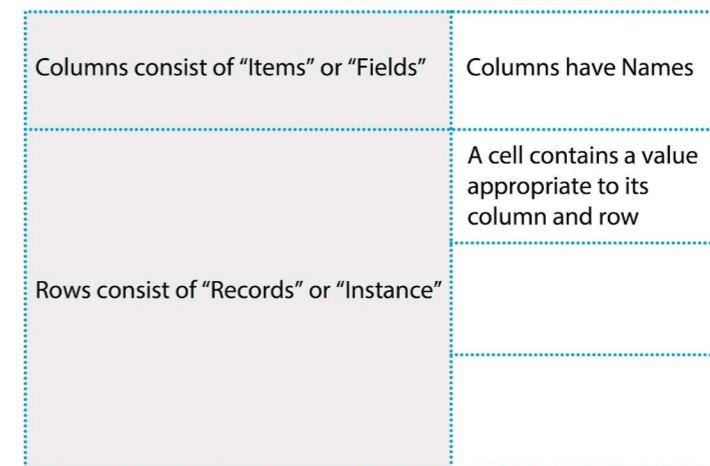 Columns consist of “Items” or “Fields”
Columns have Names
A cell contains a value
appropriate to its
column and row
Rows consist of “Records” or “Instance”